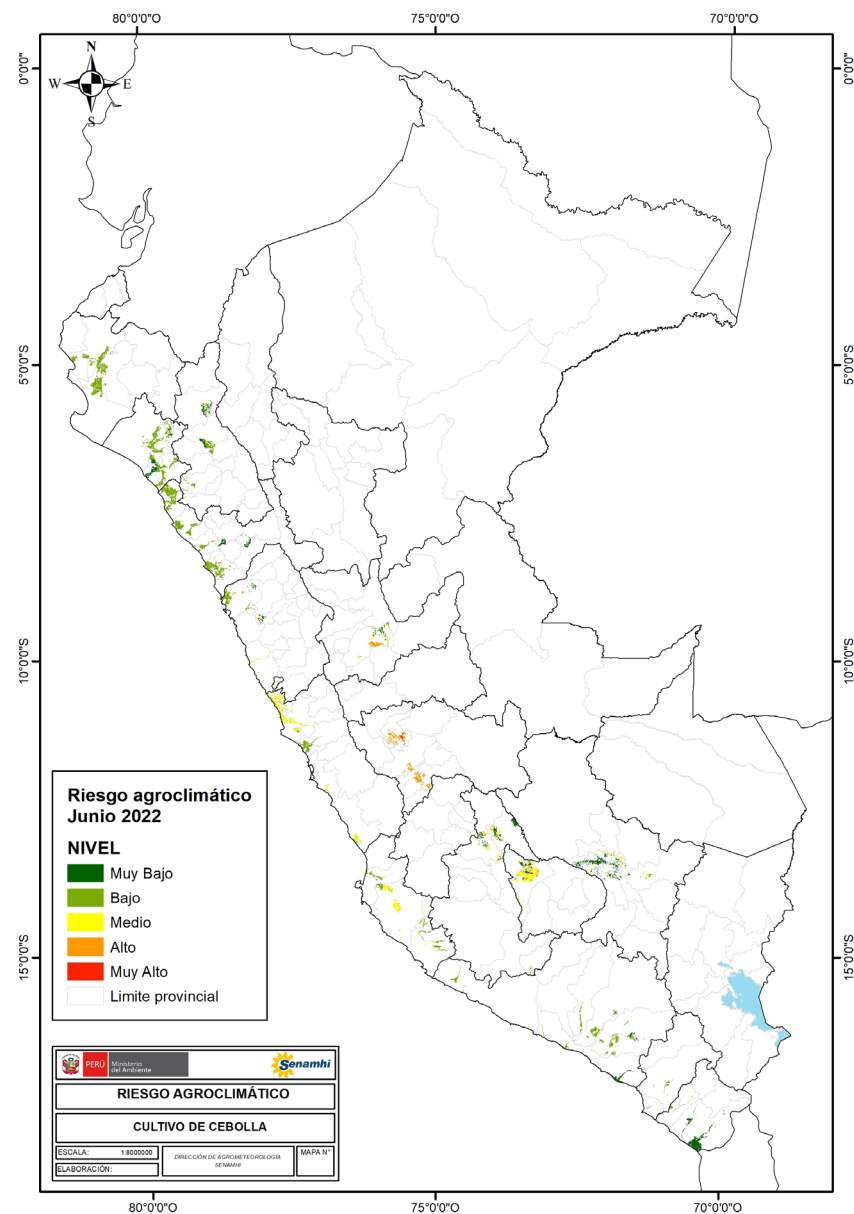 80°0'0"O 75°0'0"O 70°0'0"O
N
W E
S
0°0'0" 0°0'0"
5°0'0"S 5°0'0"S
10°0'0"S 10°0'0"S
15°0'0"S 15°0'0"S
Riesgo agroclimático
Junio 2022
NIVEL
Muy Bajo
Bajo
Medio
Alto
Muy Alto
Limite provincial
PERÚ Ministerio
del Ambiente
Senamhi
RIESGO AGROCLIMÁTICO
CULTIVO DE CEBOLLA
ESCALA: 1:8000000
ELABORACIÓN:
DIRECCIÓN DE AGROMETEOROLOGÍA
SENAMHI
MAPA N°
80°0'0"O 75°0'0"O 70°0'0"O